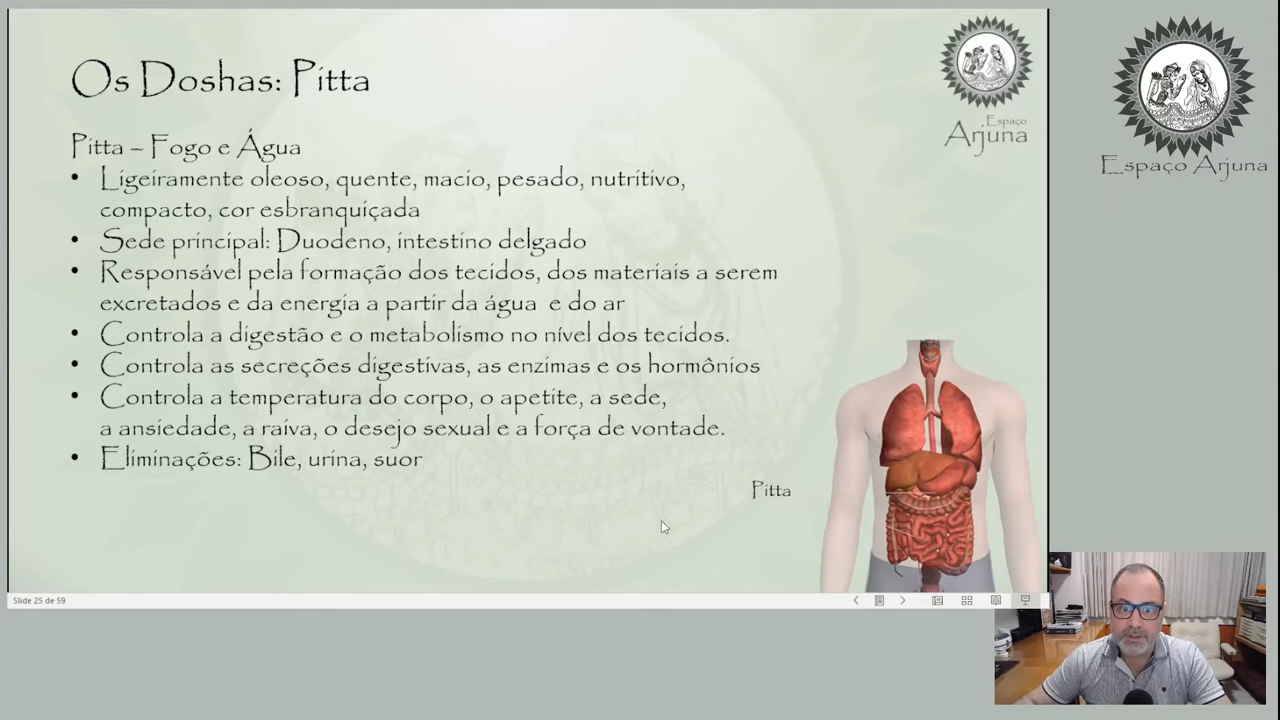 Os Doshas: Pitta
Espaço
Arjuna
Espaço Arjuna
Pitta – Fogo e Água
• Ligeiramente oleoso, quente, macio, pesado, nutritivo,
compacto, cor esbranquiçada
• Sede principal: Duodeno, intestino delgado
• Responsável pela formação dos tecidos, dos materiais a serem
excretados e da energia a partir da água e do ar
• Controla a digestão e o metabolismo no nível dos tecidos.
• Controla as secreções digestivas, as enzimas e os hormônios
• Controla a temperatura do corpo, o apetite, a sede,
a ansiedade, a raiva, o desejo sexual e a força de vontade.
• Eliminações: Bile, urina, suor
Pitta
Slide 25 de 59